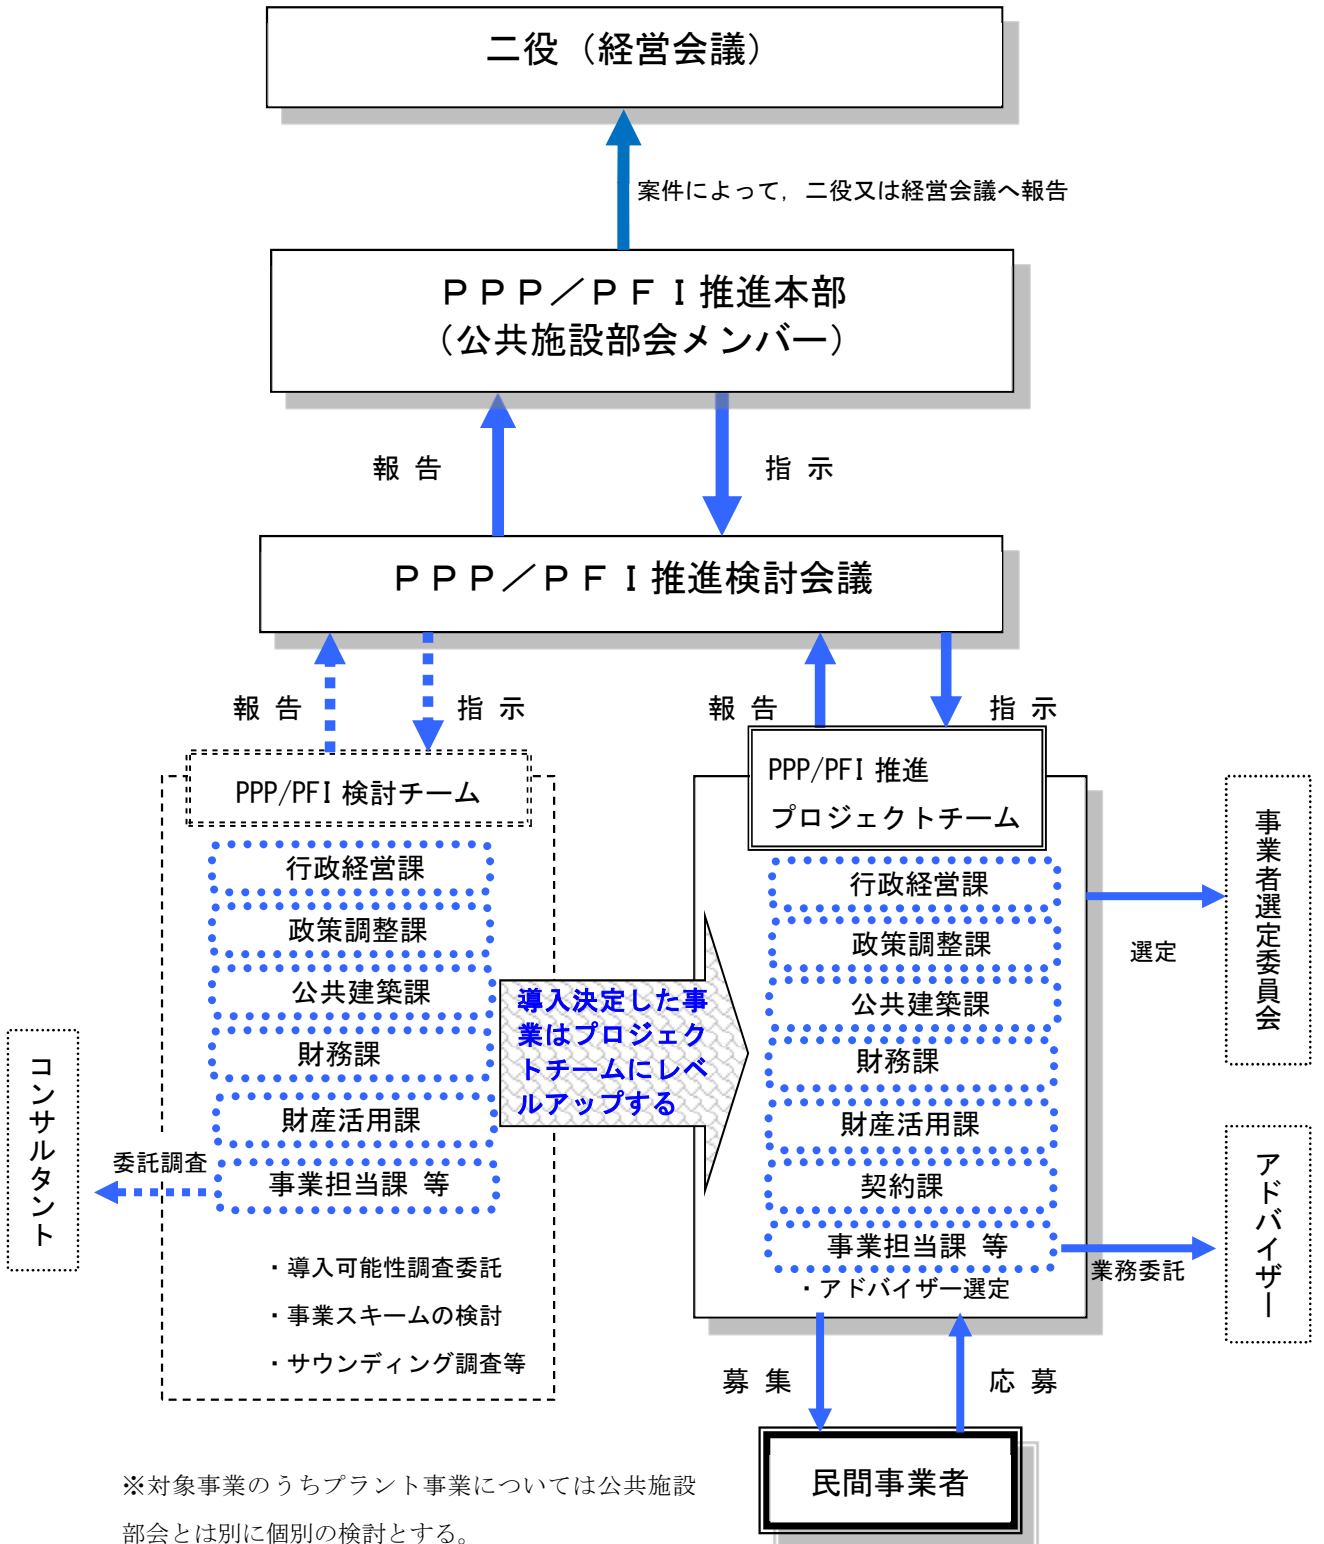 二役（経営会議）
案件によって，二役又は経営会議へ報告
ＰＰＰ／ＰＦＩ推進本部
（公共施設部会メンバー）
報 告
指 示
ＰＰＰ／ＰＦＩ推進検討会議
報 告
指 示
報 告
指 示
PPP/PFI 検討チーム
行政経営課
政策調整課
公共建築課
財務課
財産活用課
事業担当課 等
・導入可能性調査委託
・事業スキームの検討
・サウンディング調査等
委託調査
コンサルタント
導入決定した事
業はプロジェク
トチームにレベ
ルアップする
PPP/PFI 推進
プロジェクトチーム
行政経営課
政策調整課
公共建築課
財務課
財産活用課
契約課
事業担当課 等
・アドバイザー選定
選定
事業者選定委員会
業務委託
アドバイザー
募 集
応 募
民間事業者
※対象事業のうちプラント事業については公共施設
部会とは別に個別の検討とする。